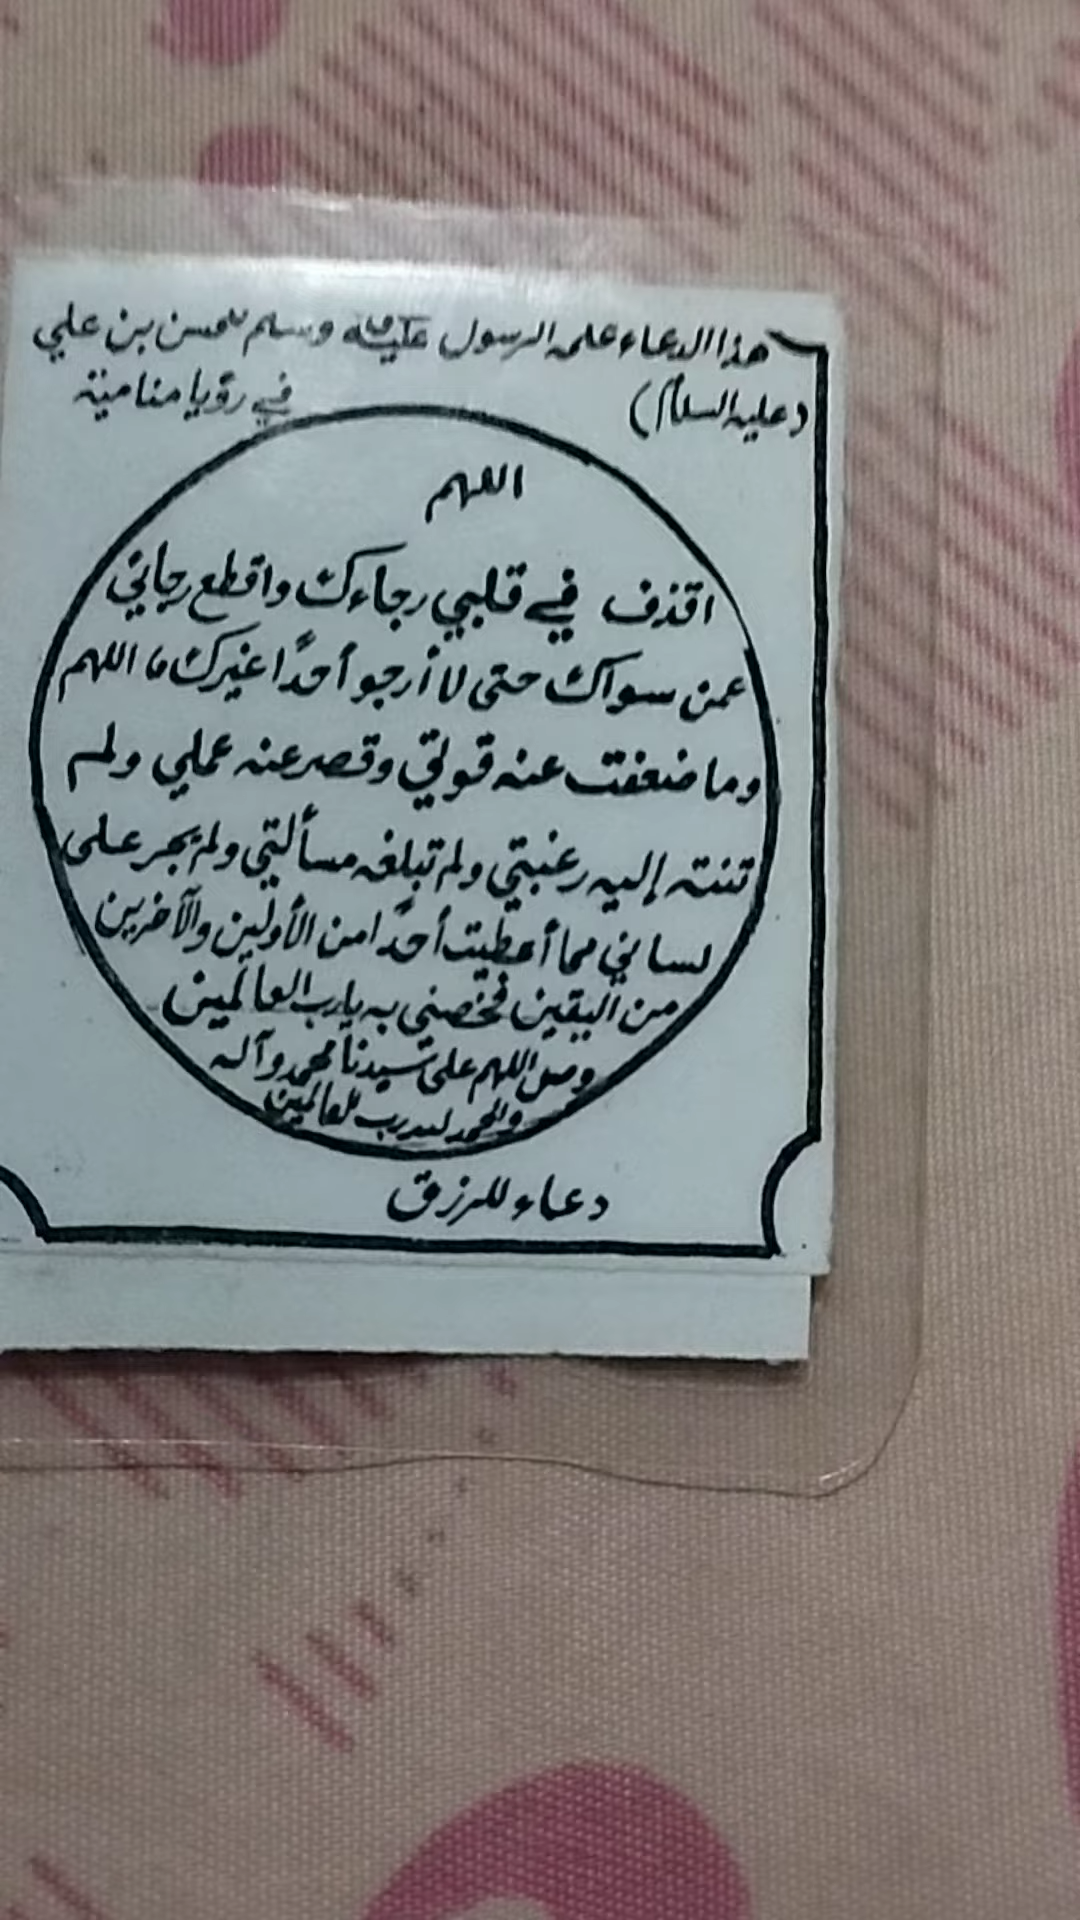 هذا الدعاء علمه الرسول عليه وسلم للحسن بن علي
(عليه السلام) في رؤيا منامية
اللهم
اقذف في قلبي رجاءك واقطع رجائي
عمن سواك حتى لا أرجو أحدًا غيرك، اللهم
وما ضعفت عنه قوتي وقصر عنه عملي ولم
تنته إليه رغبتي ولم تبلغه مسألتي ولم يجر على
لساني مما أعطيت أحدًا من الأولين والآخرين
من اليقين فخصني به يارب العالمين
وصل اللهم على سيدنا محمد وآله
والحمد لله رب العالمين
دعاء للرزق